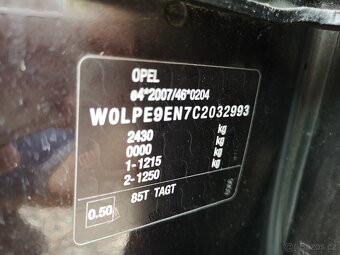 OPEL
e4*2007/46*0204
W0LPE9EN7C2032993
2430 kg
0000 kg
1-1215 kg
2-1250 kg
85T TAGT
0.50